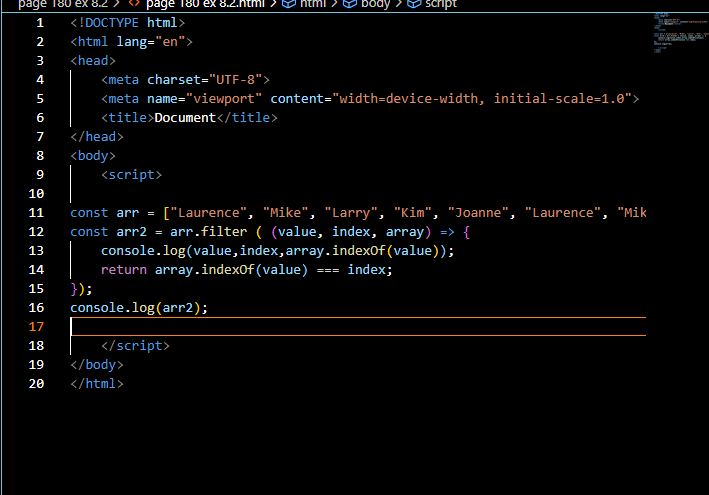 page 180 ex 8.2 > <> page 180 ex 8.2.html > html > body > script
1 <!DOCTYPE html>
2 <html lang="en">
3 <head>
4     <meta charset="UTF-8">
5     <meta name="viewport" content="width=device-width, initial-scale=1.0">
6     <title>Document</title>
7 </head>
8 <body>
9     <script>
10
11 const arr = ["Laurence", "Mike", "Larry", "Kim", "Joanne", "Laurence", "Mik
12 const arr2 = arr.filter ( (value, index, array) => {
13     console.log(value,index,array.indexOf(value));
14     return array.indexOf(value) === index;
15 });
16 console.log(arr2);
17
18     </script>
19 </body>
20 </html>